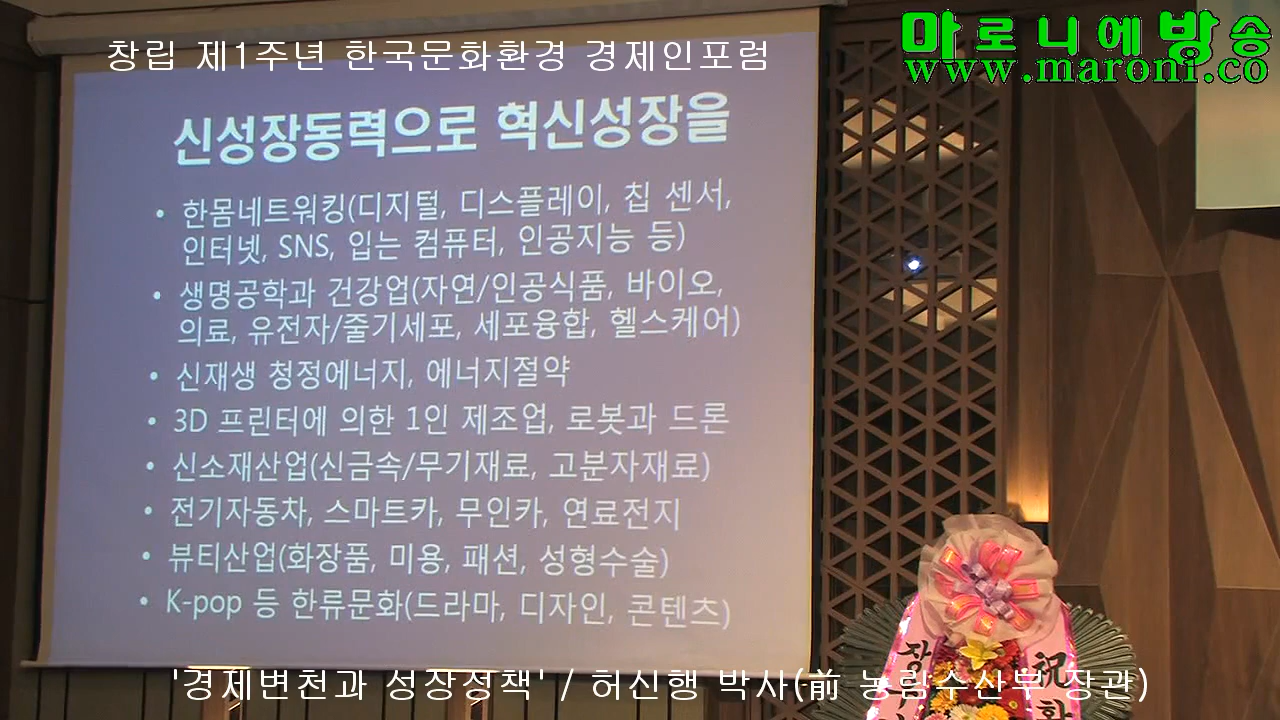 창립 제1주년 한국문화환경 경제인포럼
마로니에방송
www.maroni.co
신성장동력으로 혁신성장을
• 한몸네트워킹(디지털, 디스플레이, 칩 센서,
인터넷, SNS, 입는 컴퓨터, 인공지능 등)
• 생명공학과 건강업(자연/인공식품, 바이오,
의료, 유전자/줄기세포, 세포융합, 헬스케어)
• 신재생 청정에너지, 에너지절약
• 3D 프린터에 의한 1인 제조업, 로봇과 드론
• 신소재산업(신금속/무기재료, 고분자재료)
• 전기자동차, 스마트카, 무인카, 연료전지
• 뷰티산업(화장품, 미용, 패션, 성형수술)
• K-pop 등 한류문화(드라마, 디자인, 콘텐츠)
장
祝
'경제변천과 성장정책' / 허신행 박사(前 농림수산부 장관)